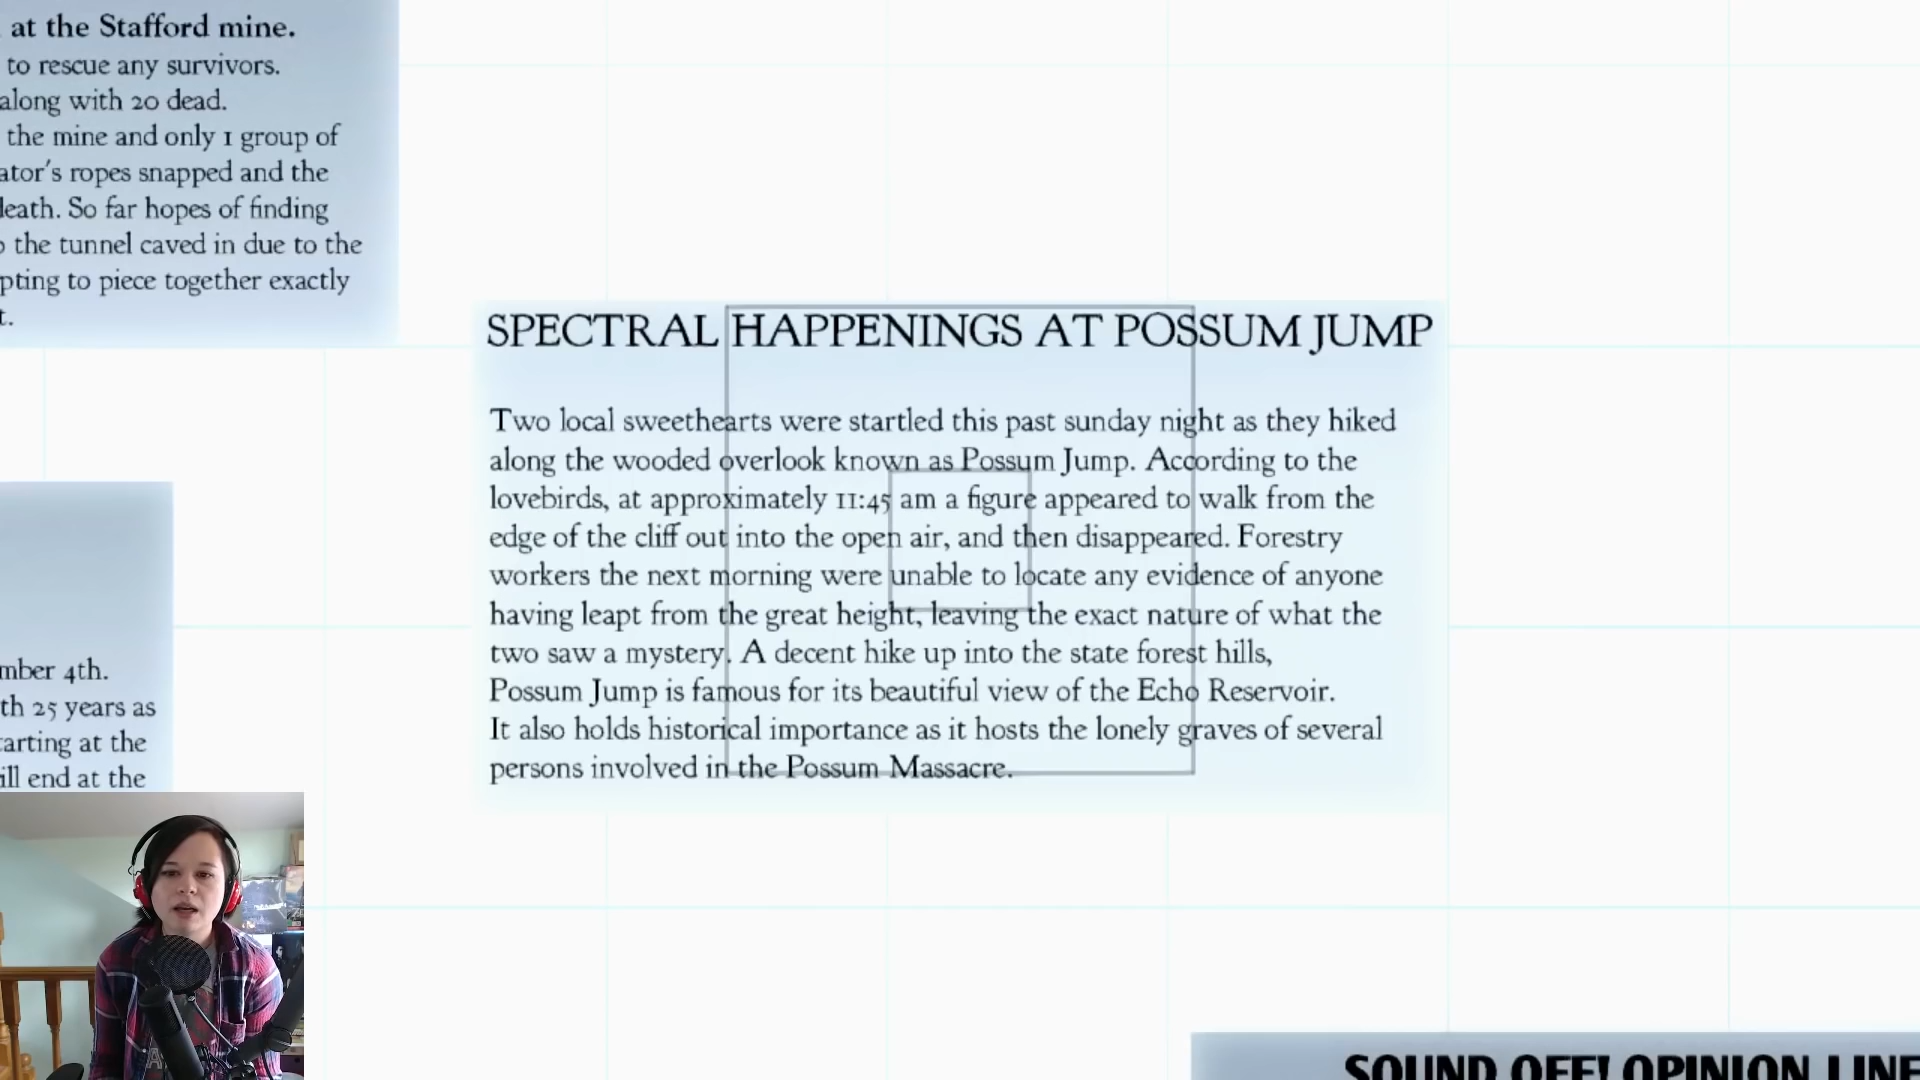 at the Stafford mine.
to rescue any survivors.
along with 20 dead.
the mine and only 1 group of
ator's ropes snapped and the
leath. So far hopes of finding
the tunnel caved in due to the
pting to piece together exactly
t.
SPECTRAL HAPPENINGS AT POSSUM JUMP
Two local sweethearts were startled this past sunday night as they hiked
along the wooded overlook known as Possum Jump. According to the
lovebirds, at approximately 11:45 am a figure appeared to walk from the
edge of the cliff out into the open air, and then disappeared. Forestry
workers the next morning were unable to locate any evidence of anyone
having leapt from the great height, leaving the exact nature of what the
two saw a mystery. A decent hike up into the state forest hills,
Possum Jump is famous for its beautiful view of the Echo Reservoir.
It also holds historical importance as it hosts the lonely graves of several
persons involved in the Possum Massacre.
mber 4th.
th 25 years as
tarting at the
ill end at the
SOUND OFF! OPINION LINE